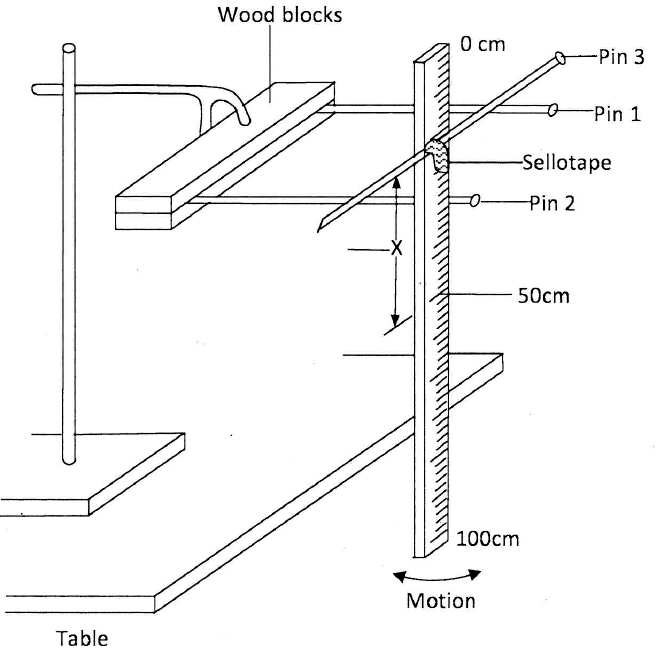 Wood blocks
0 cm
Pin 3
Pin 1
Sellotape
Pin 2
X
50cm
100cm
Motion
Table